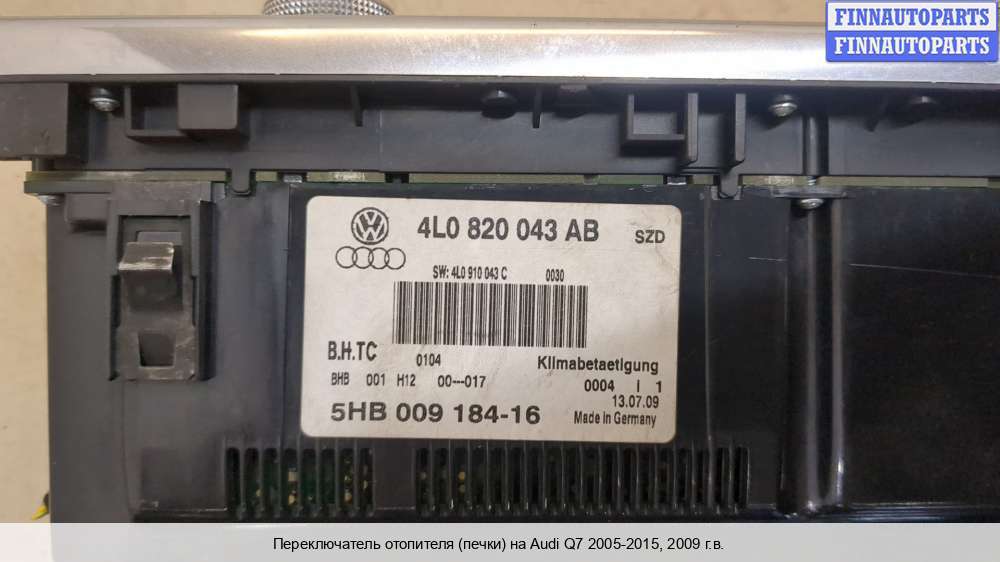 FINNAUTOPARTS
FINNAUTOPARTS
4L0 820 043 AB SZD
SW: 4L0 910 043 C 0030
B.H.TC 0104 Klimabetaetigung
BHB 001 H12 00---017 0004 I 1
13.07.09
5HB 009 184-16 Made in Germany
Переключатель отопителя (печки) на Audi Q7 2005-2015, 2009 г.в.